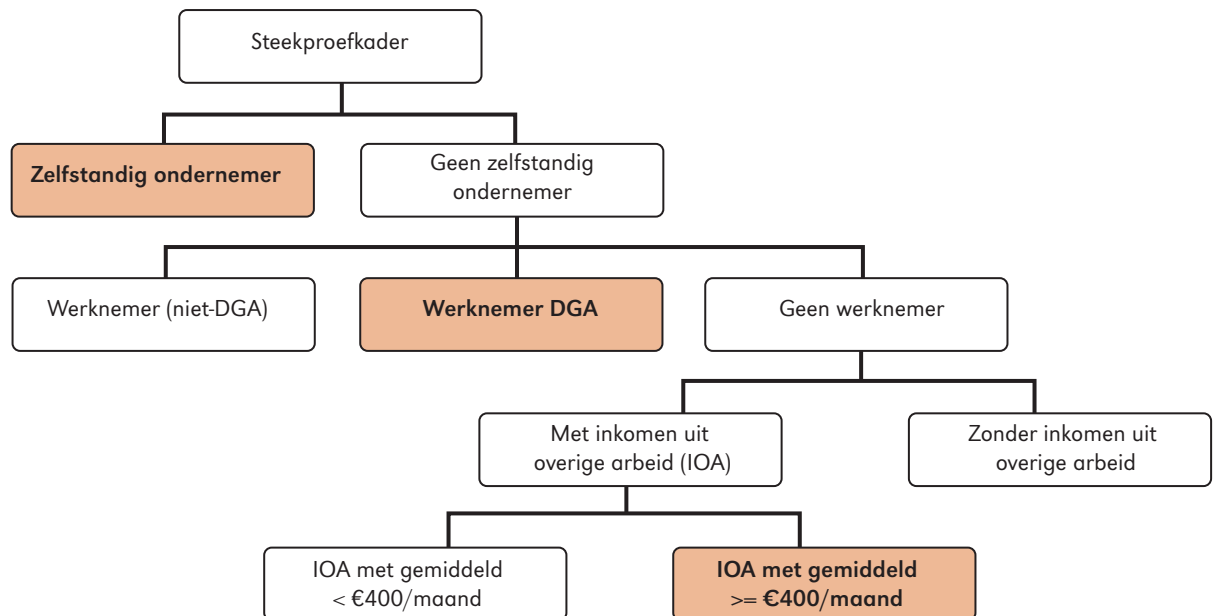 Steekproefkader
Zelfstandig ondernemer
Geen zelfstandig
ondernemer
Werknemer (niet-DGA)
Werknemer DGA
Geen werknemer
Met inkomen uit
overige arbeid (IOA)
Zonder inkomen uit
overige arbeid
IOA met gemiddeld
< €400/maand
IOA met gemiddeld
>= €400/maand